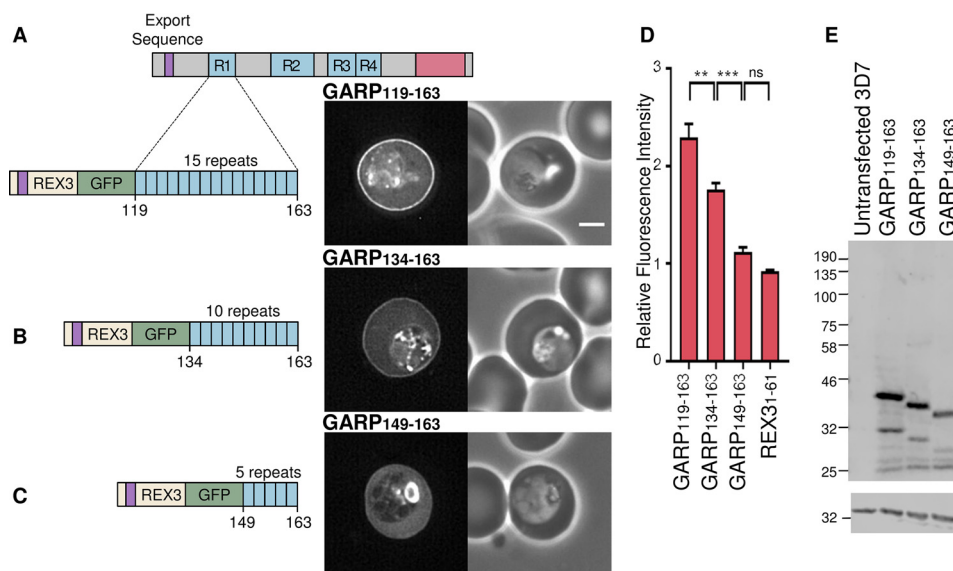 A
Export
Sequence
R1 R2 R3 R4
GARP119-163
15 repeats
REX3 GFP
119 163
B
GARP134-163
10 repeats
REX3 GFP
134 163
C
GARP149-163
5 repeats
REX3 GFP
149 163
D
Relative Fluorescence Intensity
3
2
1
0
** *** ns
GARP119-163
GARP134-163
GARP149-163
REX31-61
E
Untransfected 3D7
GARP119-163
GARP134-163
GARP149-163
190
135
100
75
58
46
32
25
32